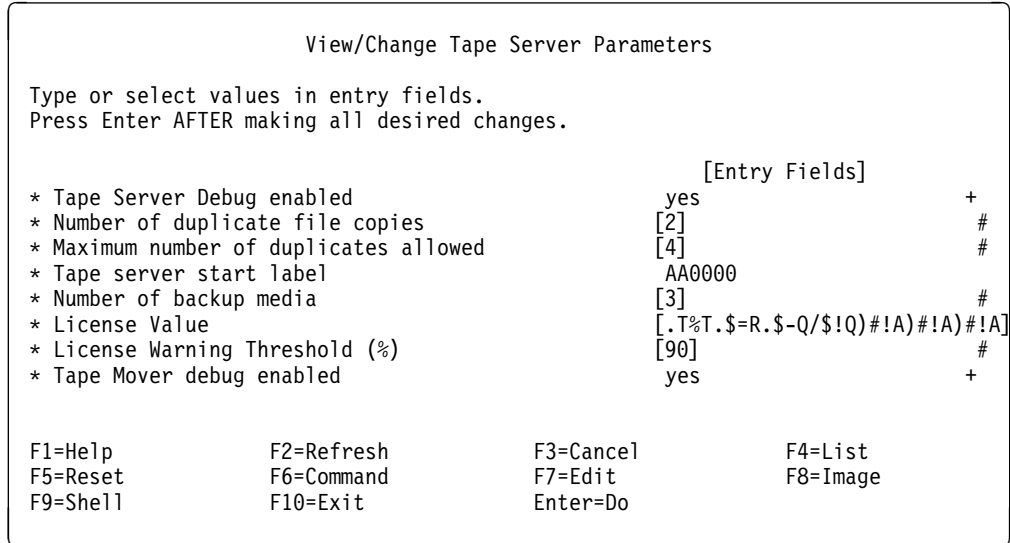 View/Change Tape Server Parameters
Type or select values in entry fields.
Press Enter AFTER making all desired changes.
[Entry Fields]
* Tape Server Debug enabled yes +
* Number of duplicate file copies [2] #
* Maximum number of duplicates allowed [4] #
* Tape server start label AA0000
* Number of backup media [3] #
* License Value [.T%T.$=R.$-Q/$!Q)#!A)#!A)#!A]
* License Warning Threshold (%) [90] #
* Tape Mover debug enabled yes +
F1=Help F2=Refresh F3=Cancel F4=List
F5=Reset F6=Command F7=Edit F8=Image
F9=Shell F10=Exit Enter=Do